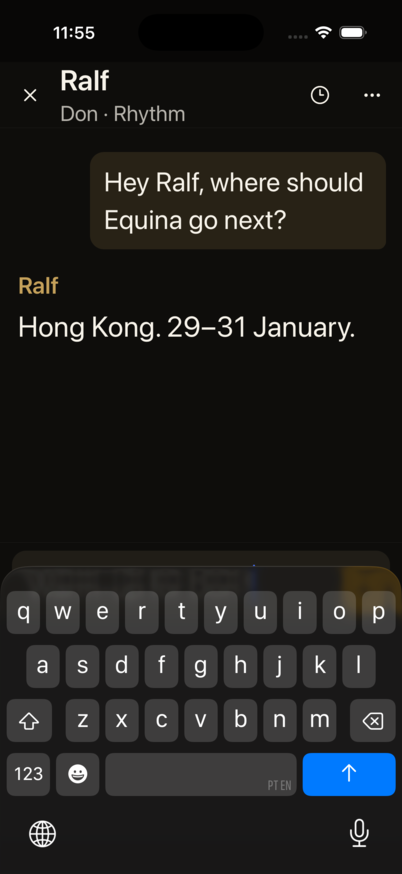 11:55
Ralf
Don · Rhythm
Hey Ralf, where should
Equina go next?
Ralf
Hong Kong. 29–31 January.
q w e r t y u i o p
a s d f g h j k l
z x c v b n m
123
PT EN